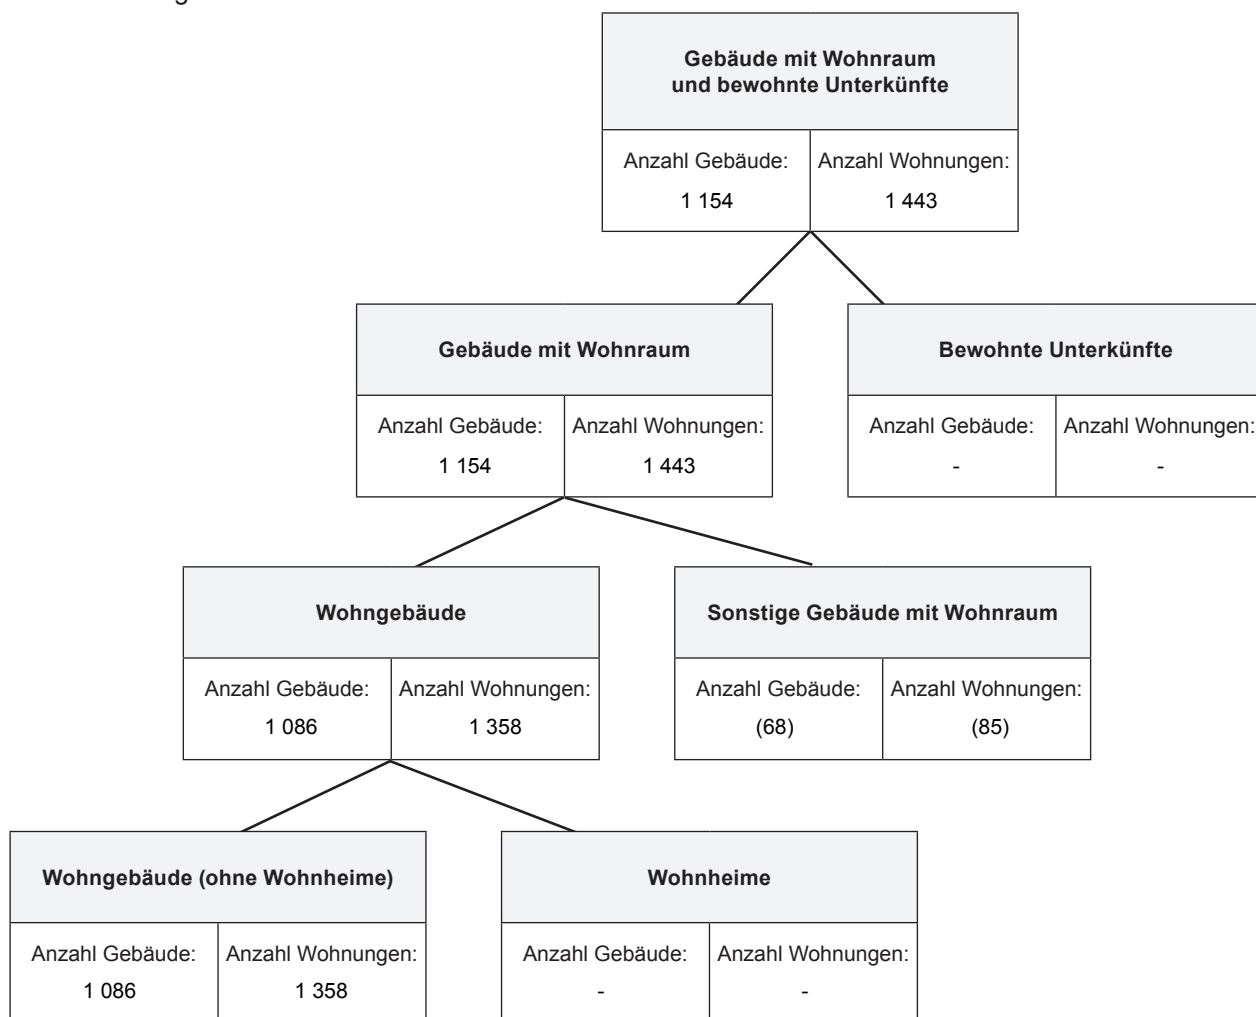 Gebäude mit Wohnraum
und bewohnte Unterkünfte
Anzahl Gebäude: Anzahl Wohnungen:
1 154 1 443
Gebäude mit Wohnraum
Anzahl Gebäude: Anzahl Wohnungen:
1 154 1 443
Bewohnte Unterkünfte
Anzahl Gebäude: Anzahl Wohnungen:
- -
Wohngebäude
Anzahl Gebäude: Anzahl Wohnungen:
1 086 1 358
Sonstige Gebäude mit Wohnraum
Anzahl Gebäude: Anzahl Wohnungen:
(68) (85)
Wohngebäude (ohne Wohnheime)
Anzahl Gebäude: Anzahl Wohnungen:
1 086 1 358
Wohnheime
Anzahl Gebäude: Anzahl Wohnungen:
- -